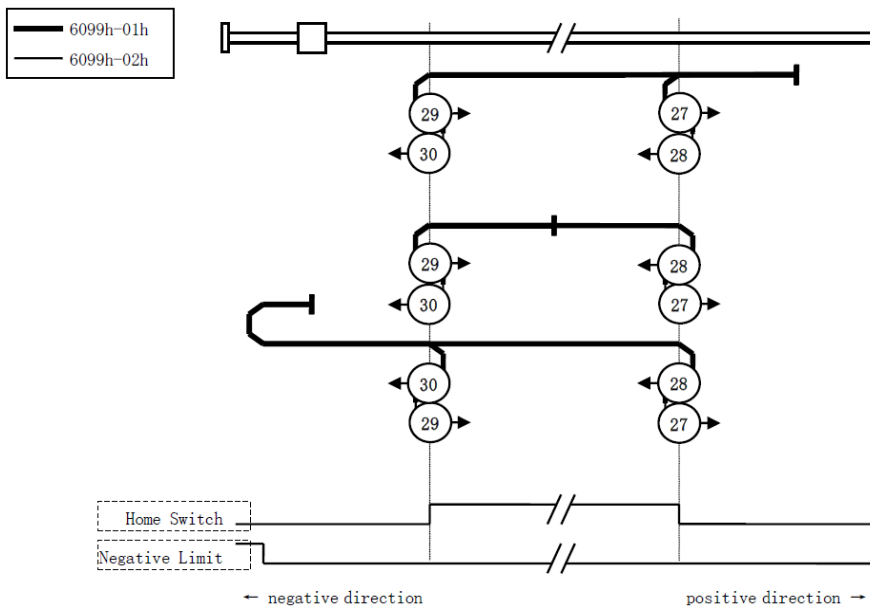 6099h-01h
6099h-02h
29 27
30 28
29 28
30 27
30 28
29 27
Home Switch
Negative Limit
← negative direction positive direction →